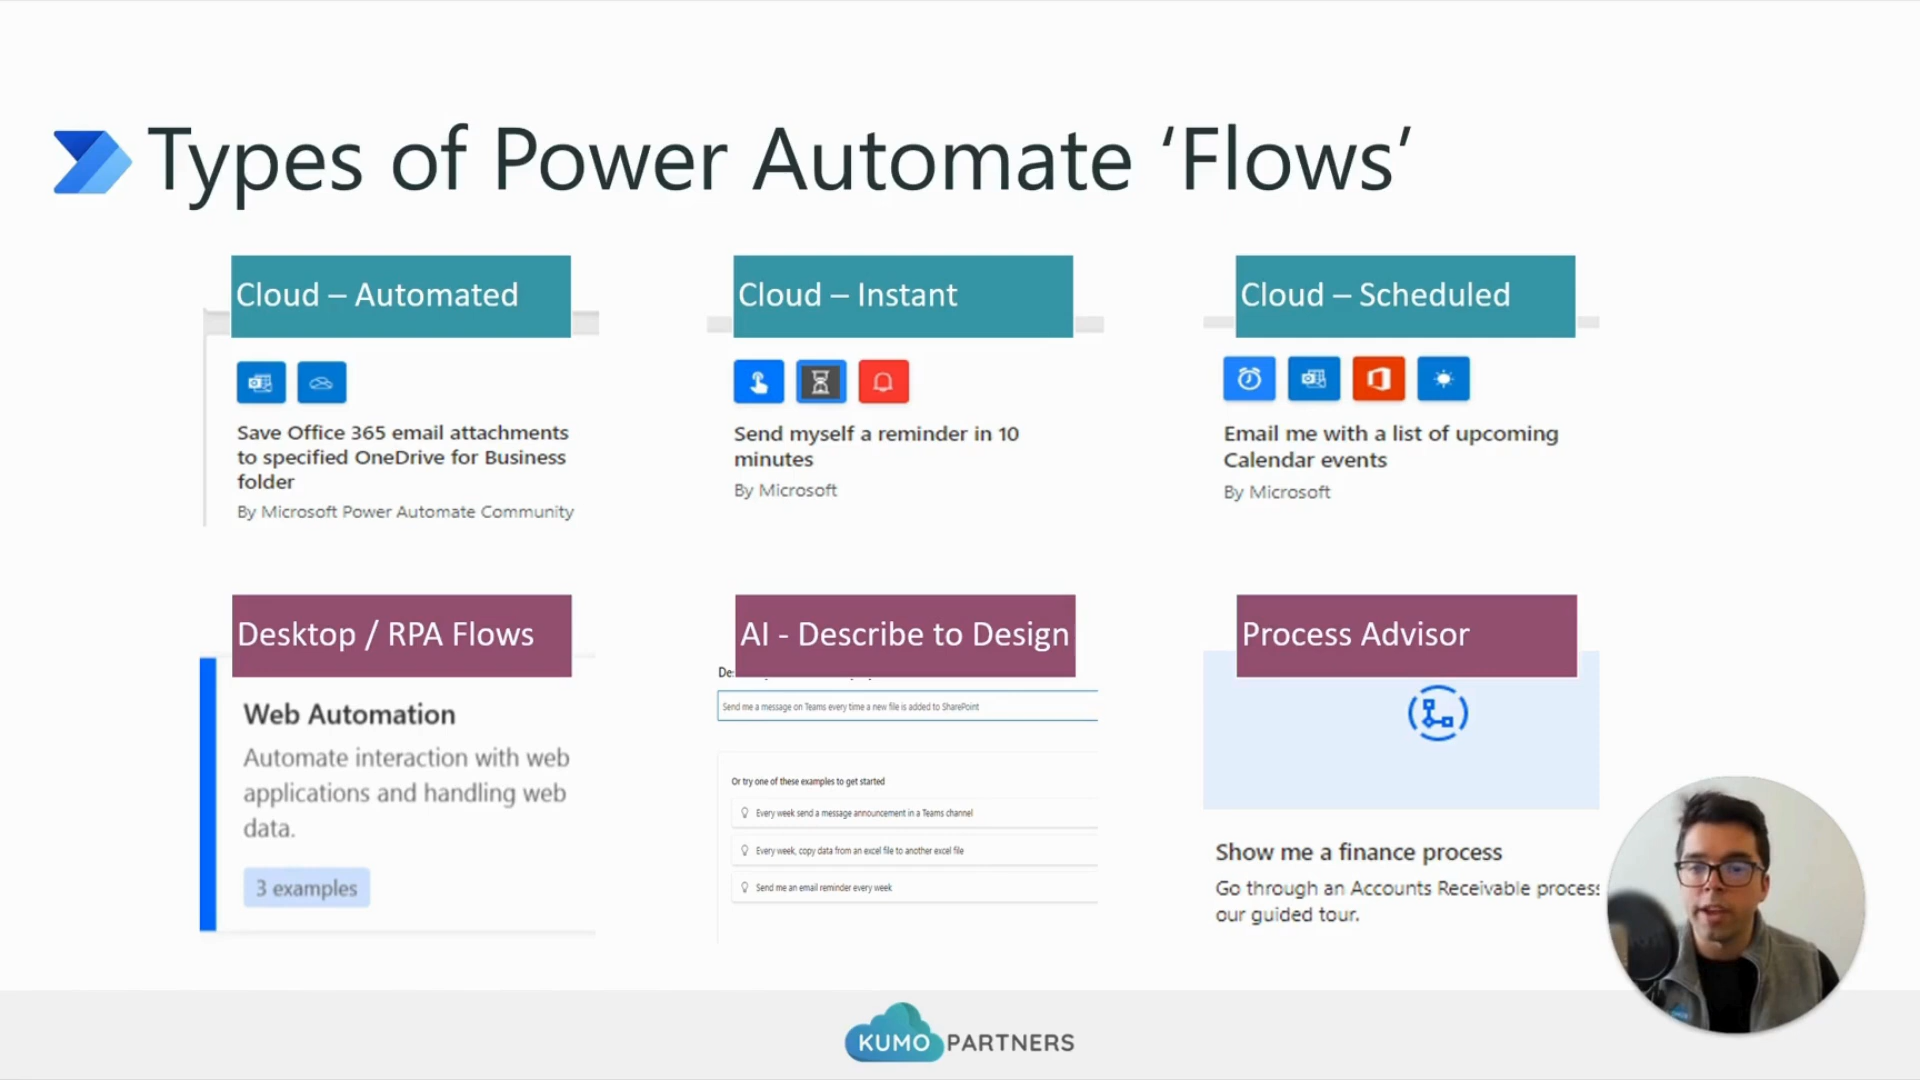 Types of Power Automate ‘Flows’
Cloud – Automated
Save Office 365 email attachments
to specified OneDrive for Business
folder
By Microsoft Power Automate Community
Cloud – Instant
Send myself a reminder in 10
minutes
By Microsoft
Cloud – Scheduled
Email me with a list of upcoming
Calendar events
By Microsoft
Desktop / RPA Flows
Web Automation
Automate interaction with web
applications and handling web
data.
3 examples
AI - Describe to Design
Send me a message on Teams every time a new file is added to SharePoint
Or try one of these examples to get started
Every week send a message announcement in a Teams channel
Every week, copy data from an excel file to another excel file
Send me an email reminder every week
Process Advisor
Show me a finance process
Go through an Accounts Receivable process
our guided tour.
KUMO PARTNERS